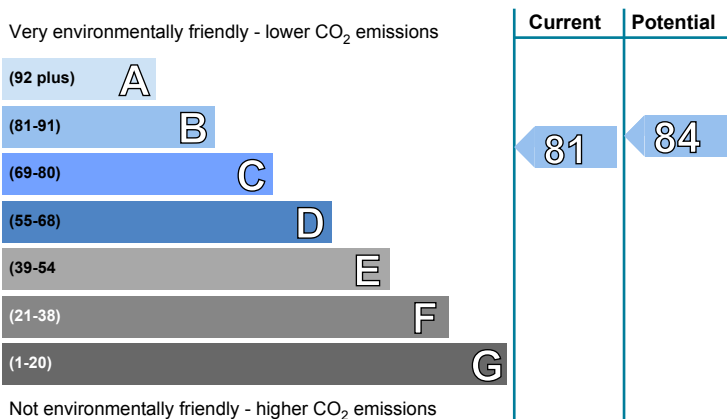 Very environmentally friendly - lower CO2 emissions
Current
Potential
(92 plus) A
(81-91) B
(69-80) C
(55-68) D
(39-54 E
(21-38) F
(1-20) G
81
84
Not environmentally friendly - higher CO2 emissions